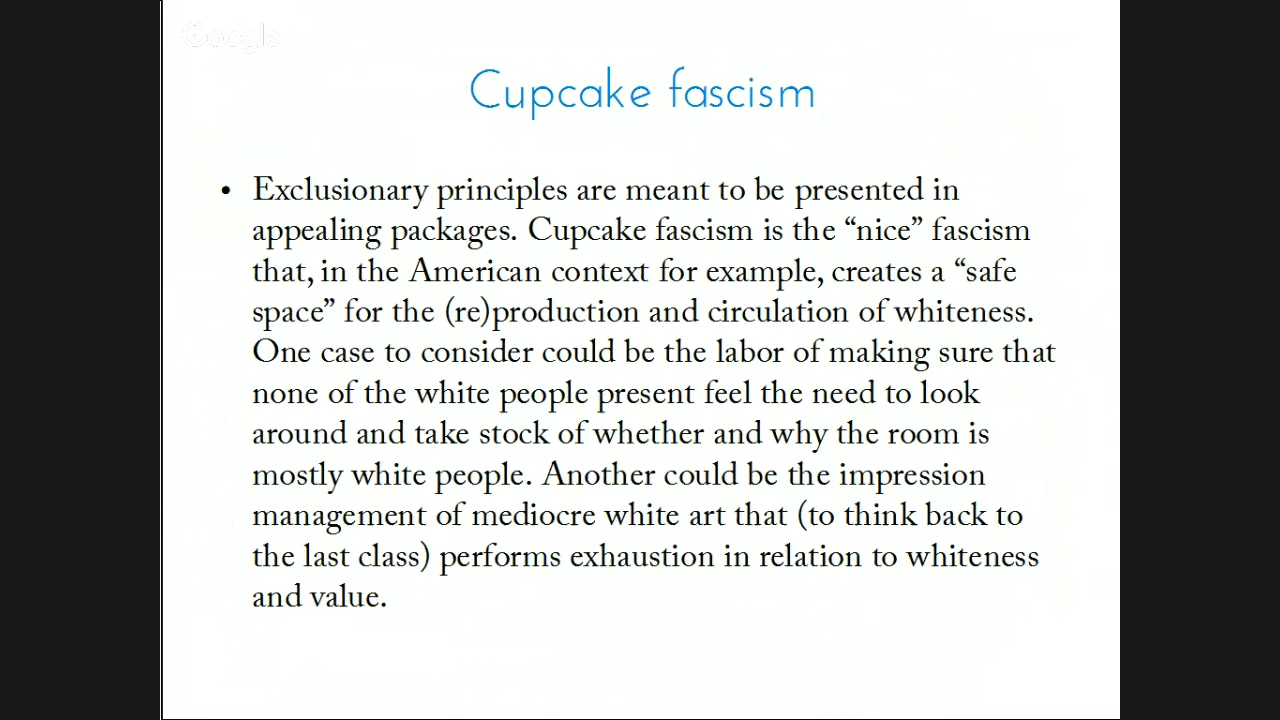 Google
Cupcake fascism
• Exclusionary principles are meant to be presented in
appealing packages. Cupcake fascism is the “nice” fascism
that, in the American context for example, creates a “safe
space” for the (re)production and circulation of whiteness.
One case to consider could be the labor of making sure that
none of the white people present feel the need to look
around and take stock of whether and why the room is
mostly white people. Another could be the impression
management of mediocre white art that (to think back to
the last class) performs exhaustion in relation to whiteness
and value.